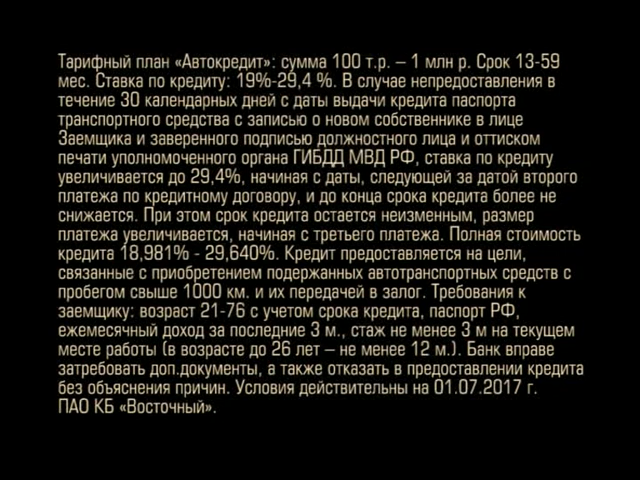 Тарифный план «Автокредит»: сумма 100 т.р. – 1 млн р. Срок 13-59
мес. Ставка по кредиту: 19%-29,4 %. В случае непредоставления в
течение 30 календарных дней с даты выдачи кредита паспорта
транспортного средства с записью о новом собственнике в лице
Заемщика и заверенного подписью должностного лица и оттиском
печати уполномоченного органа ГИБДД МВД РФ, ставка по кредиту
увеличивается до 29,4%, начиная с даты, следующей за датой второго
платежа по кредитному договору, и до конца срока кредита более не
снижается. При этом срок кредита остается неизменным, размер
платежа увеличивается, начиная с третьего платежа. Полная стоимость
кредита 18,981% - 29,640%. Кредит предоставляется на цели,
связанные с приобретением подержанных автотранспортных средств с
пробегом свыше 1000 км. и их передачей в залог. Требования к
заемщику: возраст 21-76 с учетом срока кредита, паспорт РФ,
ежемесячный доход за последние 3 м., стаж не менее 3 м на текущем
месте работы (в возрасте до 26 лет – не менее 12 м.). Банк вправе
затребовать доп.документы, а также отказать в предоставлении кредита
без объяснения причин. Условия действительны на 01.07.2017 г.
ПАО КБ «Восточный».